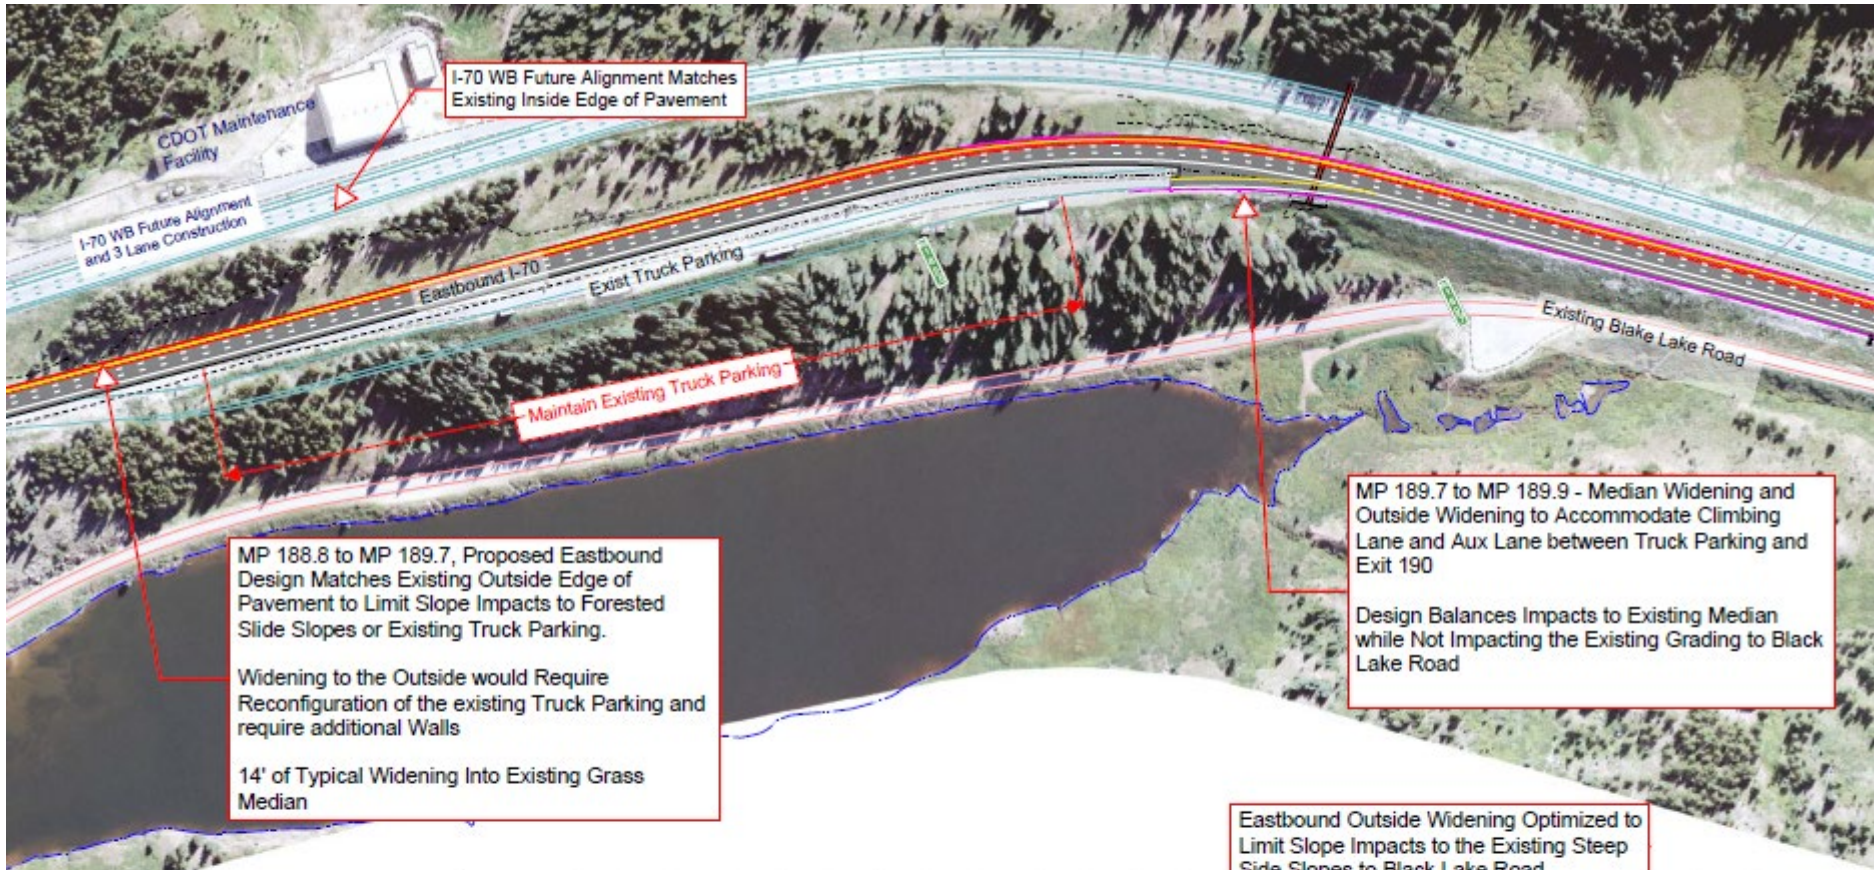 I-70 WB Future Alignment Matches
Existing Inside Edge of Pavement
CDOT Maintenance
Facility
I-70 WB Future Alignment
and 3 Lane Construction
Eastbound I-70
Exist Truck Parking
Maintain Existing Truck Parking
Existing Blake Lake Road
MP 188.8 to MP 189.7, Proposed Eastbound
Design Matches Existing Outside Edge of
Pavement to Limit Slope Impacts to Forested
Slide Slopes or Existing Truck Parking.
Widening to the Outside would Require
Reconfiguration of the existing Truck Parking and
require additional Walls
14' of Typical Widening Into Existing Grass
Median
MP 189.7 to MP 189.9 - Median Widening and
Outside Widening to Accommodate Climbing
Lane and Aux Lane between Truck Parking and
Exit 190
Design Balances Impacts to Existing Median
while Not Impacting the Existing Grading to Black
Lake Road
Eastbound Outside Widening Optimized to
Limit Slope Impacts to the Existing Steep
Side Slopes to Black Lake Road